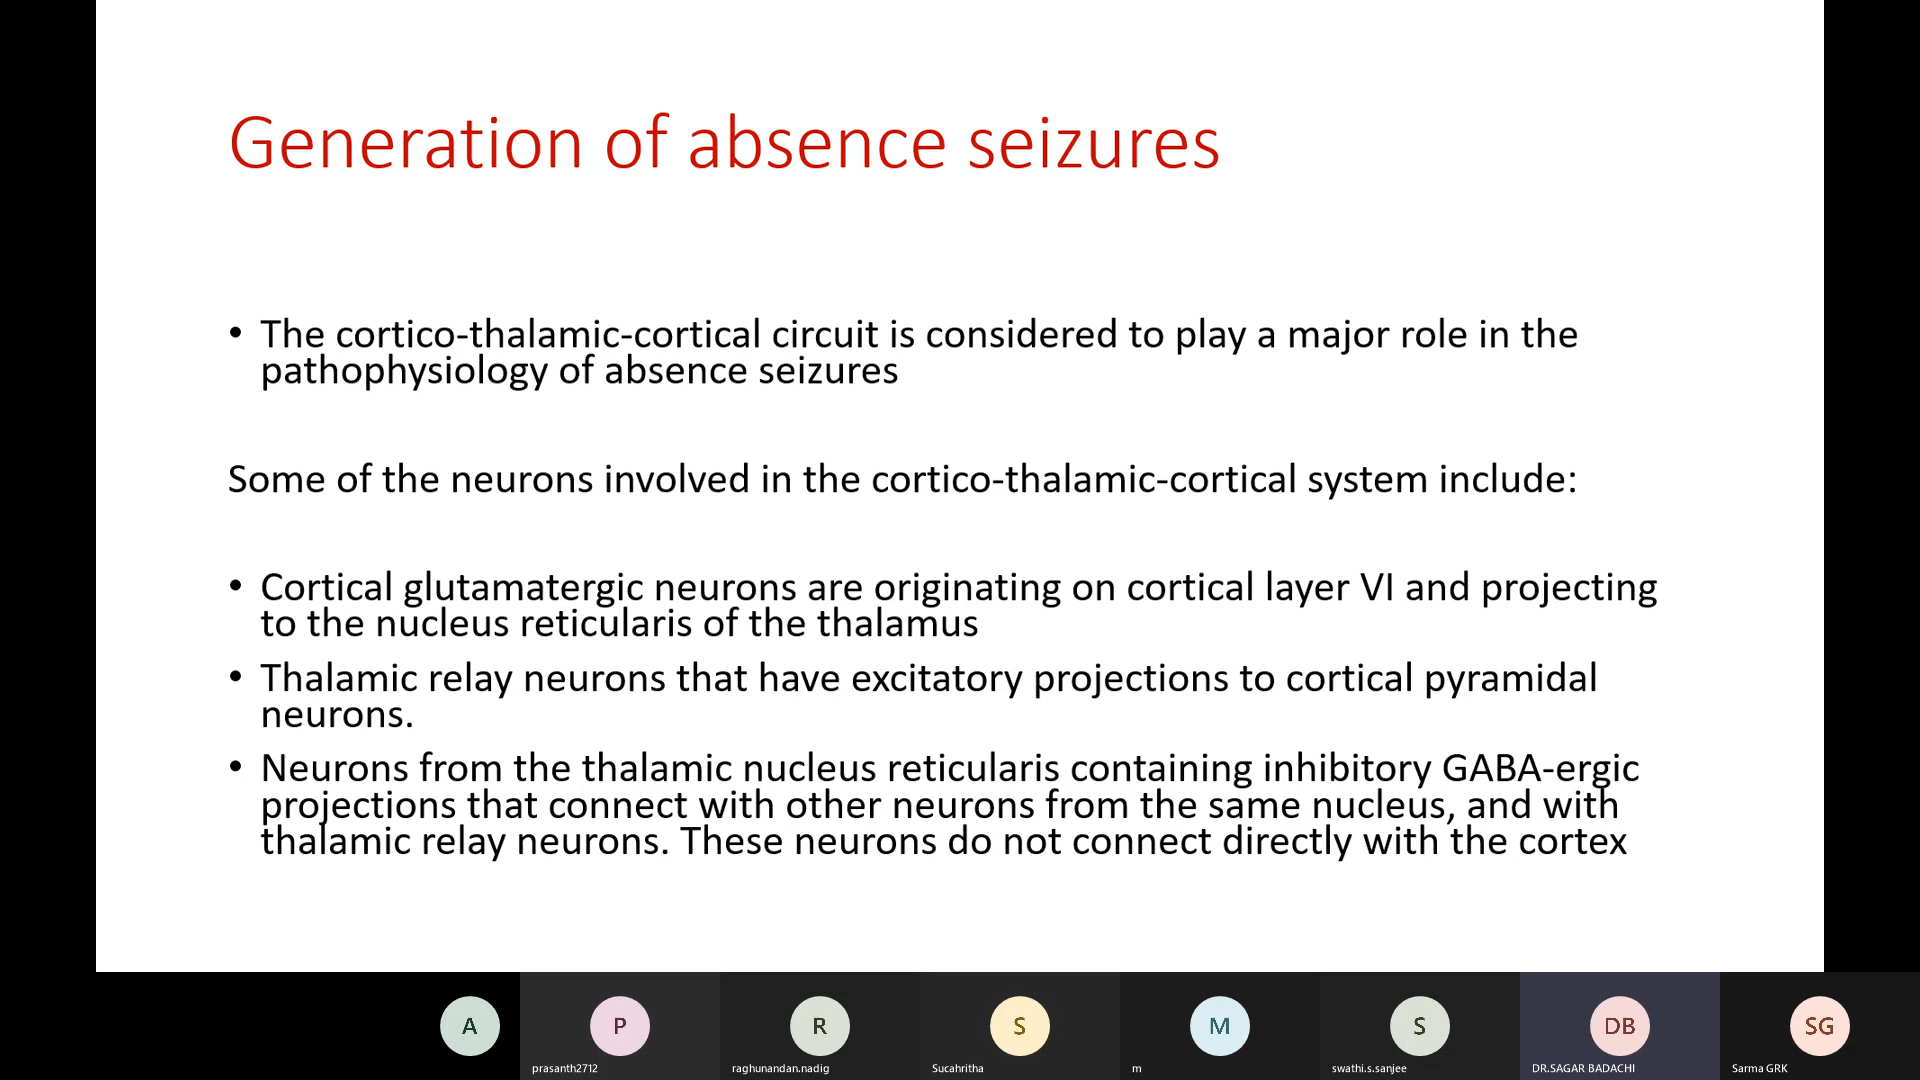 Generation of absence seizures
• The cortico-thalamic-cortical circuit is considered to play a major role in the
pathophysiology of absence seizures
Some of the neurons involved in the cortico-thalamic-cortical system include:
• Cortical glutamatergic neurons are originating on cortical layer VI and projecting
to the nucleus reticularis of the thalamus
• Thalamic relay neurons that have excitatory projections to cortical pyramidal
neurons.
• Neurons from the thalamic nucleus reticularis containing inhibitory GABA-ergic
projections that connect with other neurons from the same nucleus, and with
thalamic relay neurons. These neurons do not connect directly with the cortex
A P R S M S DB SG
prasanth2712 raghunandan.nadig Sucahritha m swathi.s.sanjee DR.SAGAR BADACHI Sarma GRK